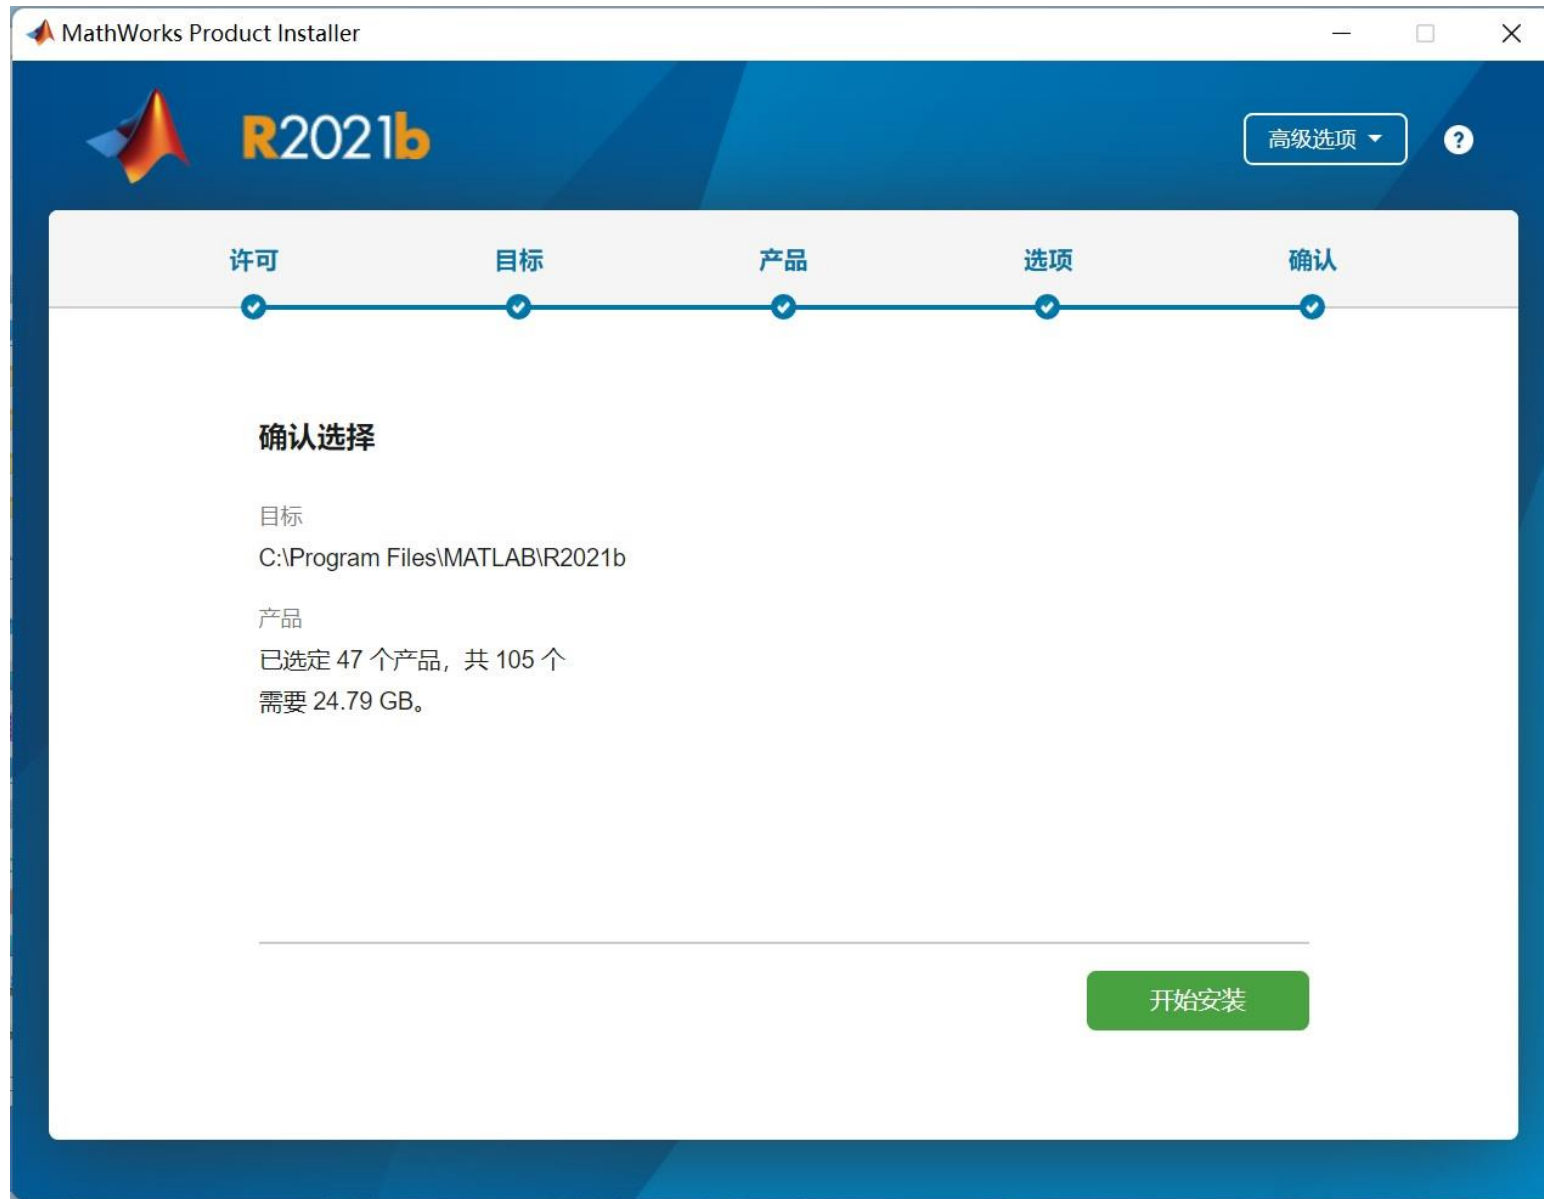 MathWorks Product Installer
R2021b
高级选项
?
许可
目标
产品
选项
确认
确认选择
目标
C:\Program Files\MATLAB\R2021b
产品
已选定 47 个产品，共 105 个
需要 24.79 GB。
开始安装